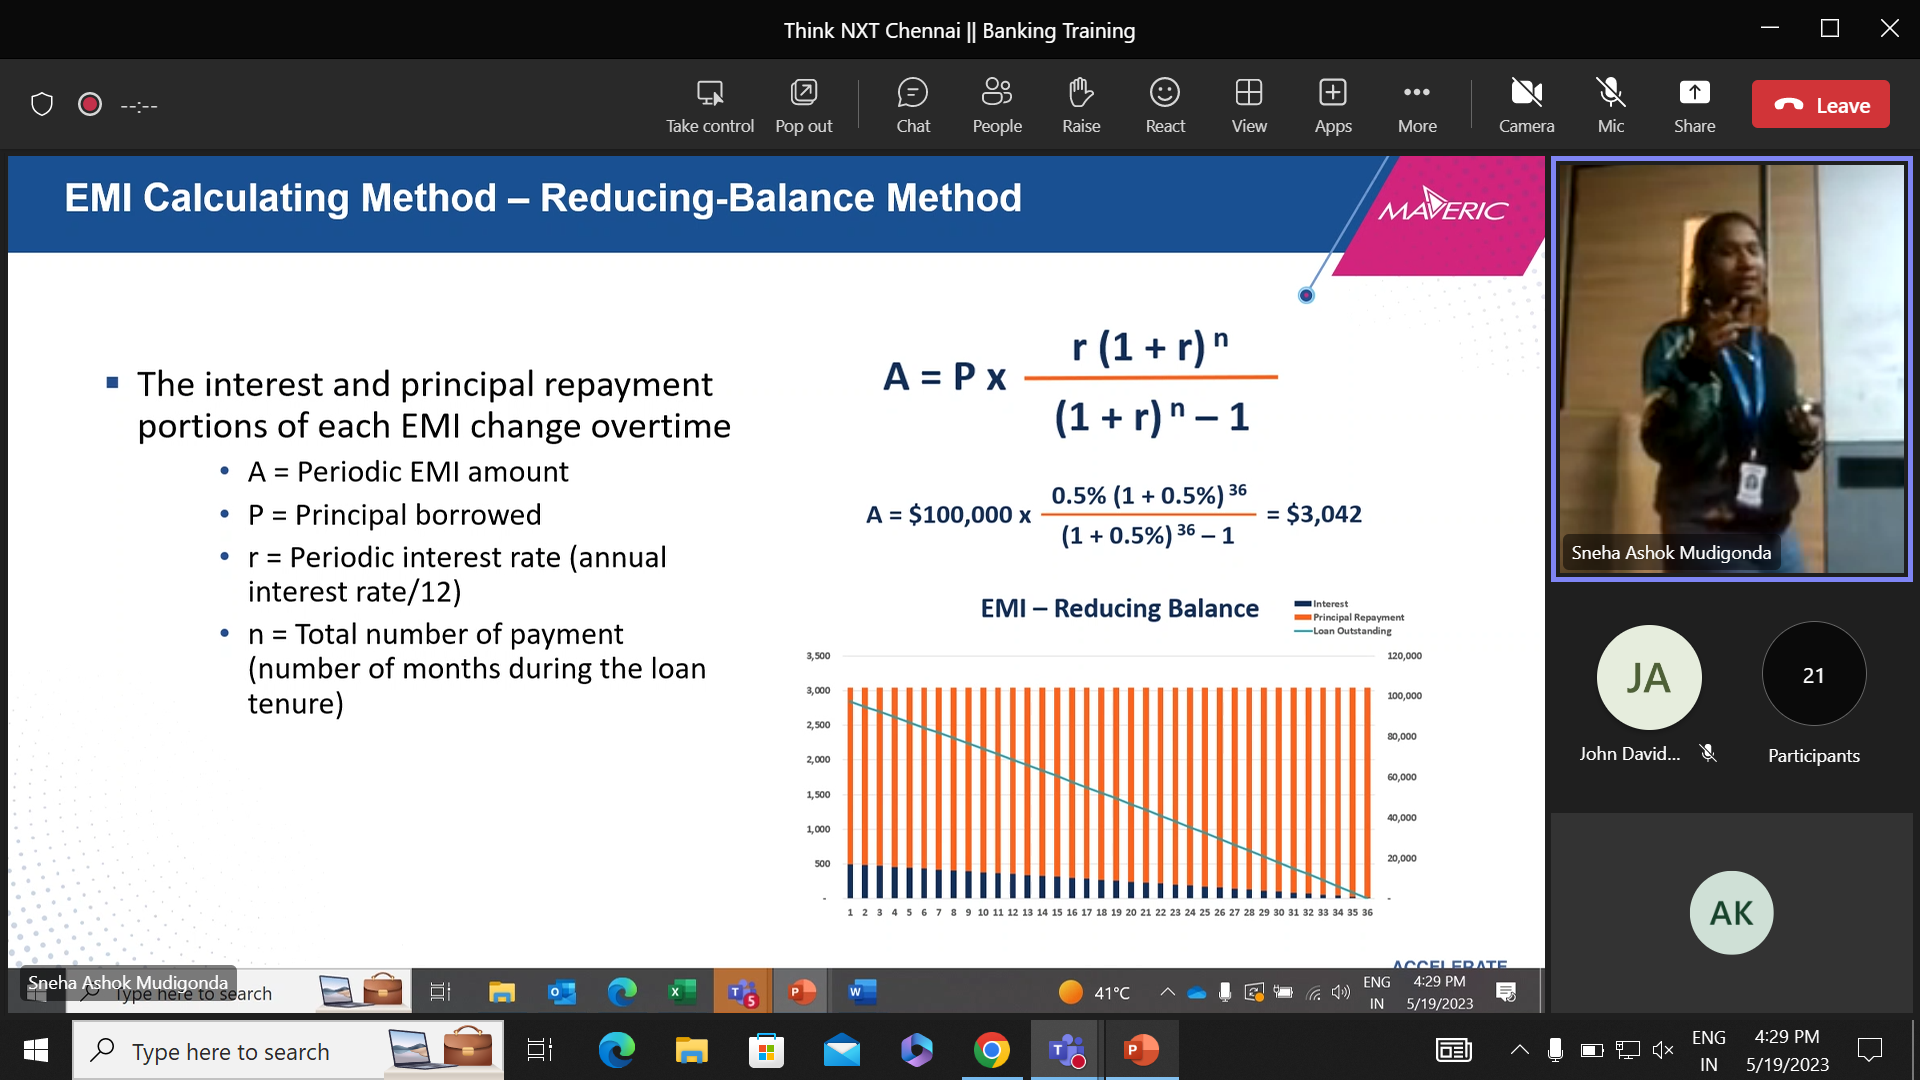 Think NXT Chennai || Banking Training
--:--
Take control
Pop out
Chat
People
Raise
React
View
Apps
More
Camera
Mic
Share
Leave
EMI Calculating Method – Reducing-Balance Method
MAVERIC
The interest and principal repayment
portions of each EMI change overtime
A = Periodic EMI amount
P = Principal borrowed
r = Periodic interest rate (annual
interest rate/12)
n = Total number of payment
(number of months during the loan
tenure)
r (1 + r) n
A = P x
(1 + r) n – 1
0.5% (1 + 0.5%) 36
A = $100,000 x
= $3,042
(1 + 0.5%) 36 – 1
EMI – Reducing Balance
Interest
Principal Repayment
Loan Outstanding
3,500
3,000
2,500
2,000
1,500
1,000
500
-
120,000
100,000
80,000
60,000
40,000
20,000
-
1 2 3 4 5 6 7 8 9 10 11 12 13 14 15 16 17 18 19 20 21 22 23 24 25 26 27 28 29 30 31 32 33 34 35 36
ACCELERATE
Sneha Ashok Mudigonda
JA
John David...
21
Participants
AK
Sneha Ashok Mudigonda
Type here to search
5
41°C
ENG
IN
4:29 PM
5/19/2023
Type here to search
ENG
IN
4:29 PM
5/19/2023